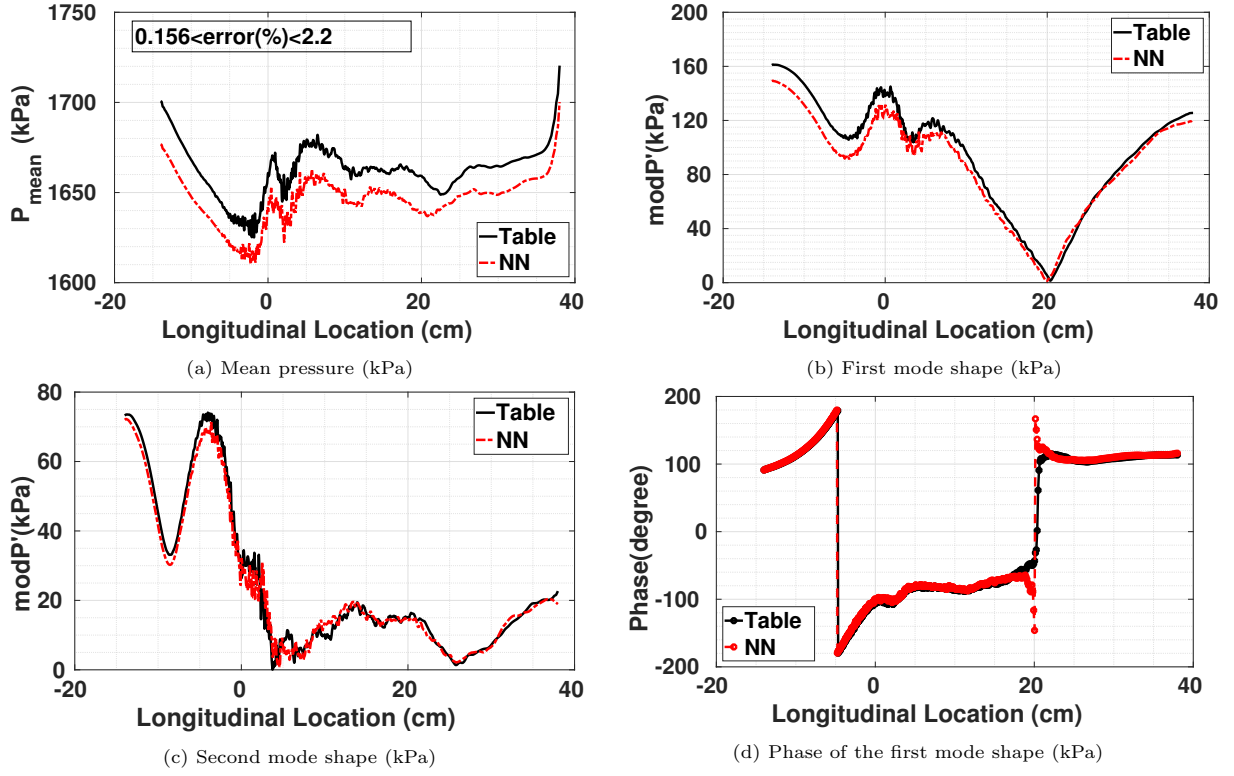 0.156<error(%)<2.2
1750
1700
1650
1600
P_mean (kPa)
Table
NN
-20
0
20
40
Longitudinal Location (cm)
(a) Mean pressure (kPa)
200
160
120
80
40
0
modP'(kPa)
Table
NN
-20
0
20
40
Longitudinal Location (cm)
(b) First mode shape (kPa)
80
60
40
20
0
modP'(kPa)
Table
NN
-20
0
20
40
Longitudinal Location (cm)
(c) Second mode shape (kPa)
200
100
0
-100
-200
Phase(degree)
Table
NN
-20
0
20
40
Longitudinal Location (cm)
(d) Phase of the first mode shape (kPa)